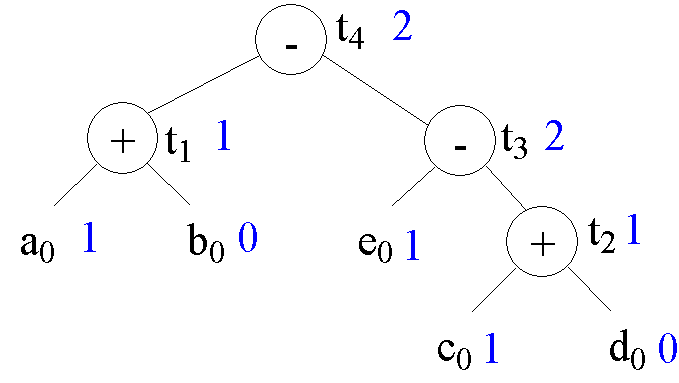 - t₄ 2
+ t₁ 1
- t₃ 2
a₀ 1 b₀ 0 e₀ 1
+ t₂ 1
c₀ 1 d₀ 0